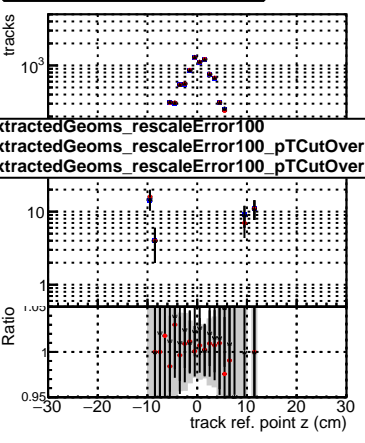 tracks
10³
xtractedGeoms_rescaleError100
xtractedGeoms_rescaleError100_pTCutOver
xtractedGeoms_rescaleError100_pTCutOver
10
1
Ratio
1.05
1
0.95
−30 −20 −10 0 10 20 30
track ref. point z (cm)